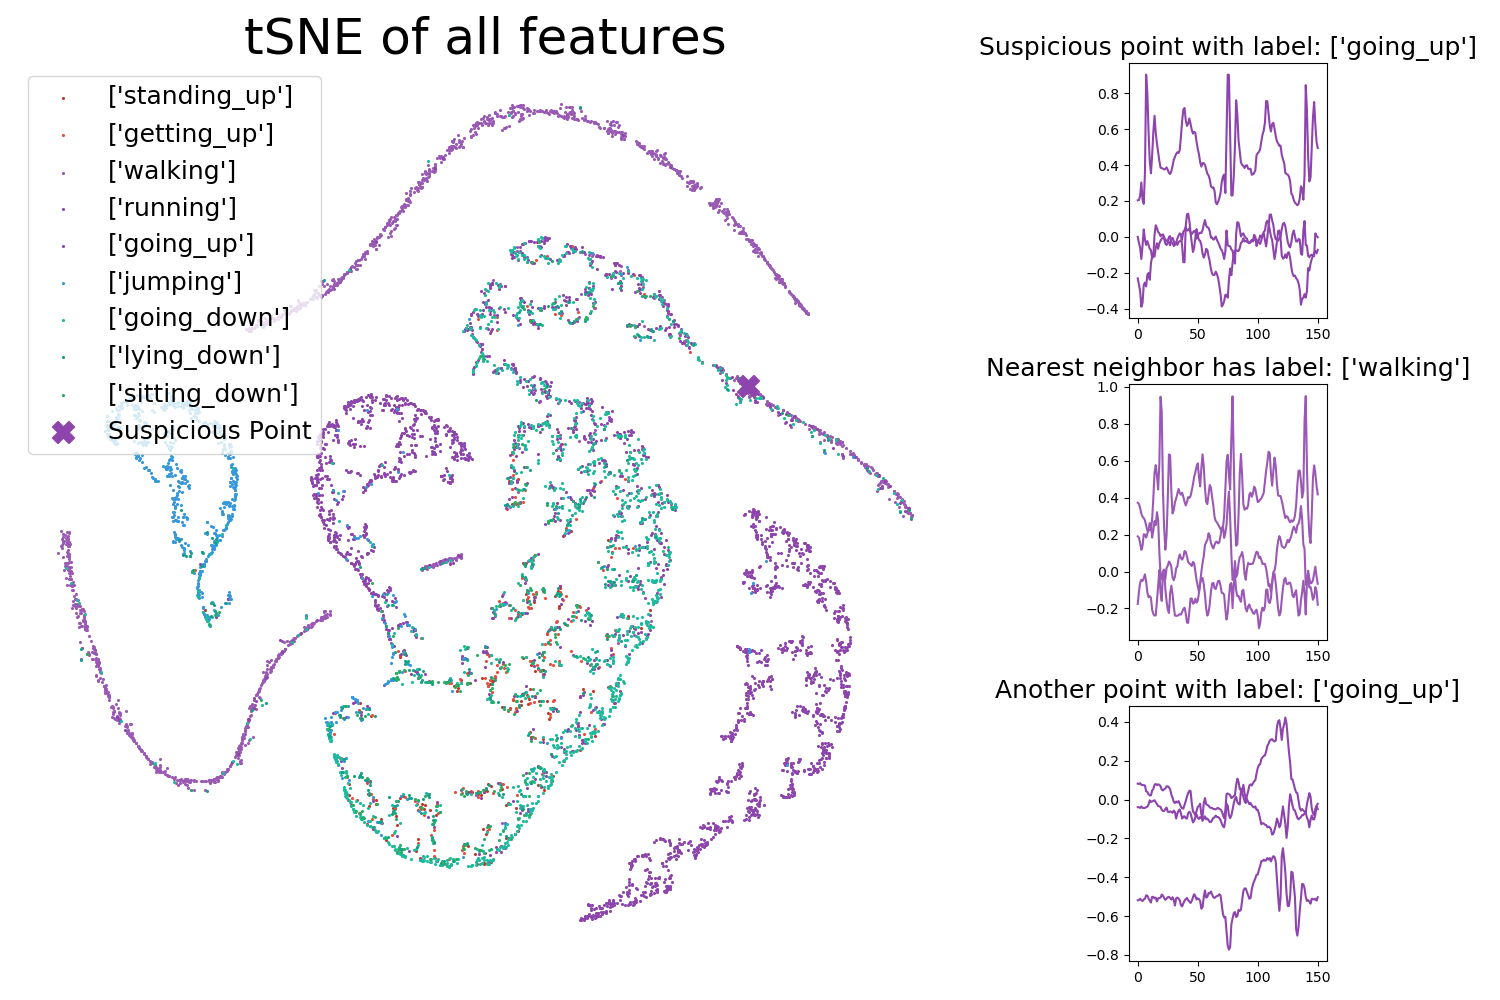 tSNE of all features
['standing_up']
['getting_up']
['walking']
['running']
['going_up']
['jumping']
['going_down']
['lying_down']
['sitting_down']
Suspicious Point
Suspicious point with label: ['going_up']
0.8
0.6
0.4
0.2
0.0
−0.2
−0.4
0 50 100 150
Nearest neighbor has label: ['walking']
1.0
0.8
0.6
0.4
0.2
0.0
−0.2
0 50 100 150
Another point with label: ['going_up']
0.4
0.2
0.0
−0.2
−0.4
−0.6
−0.8
0 50 100 150